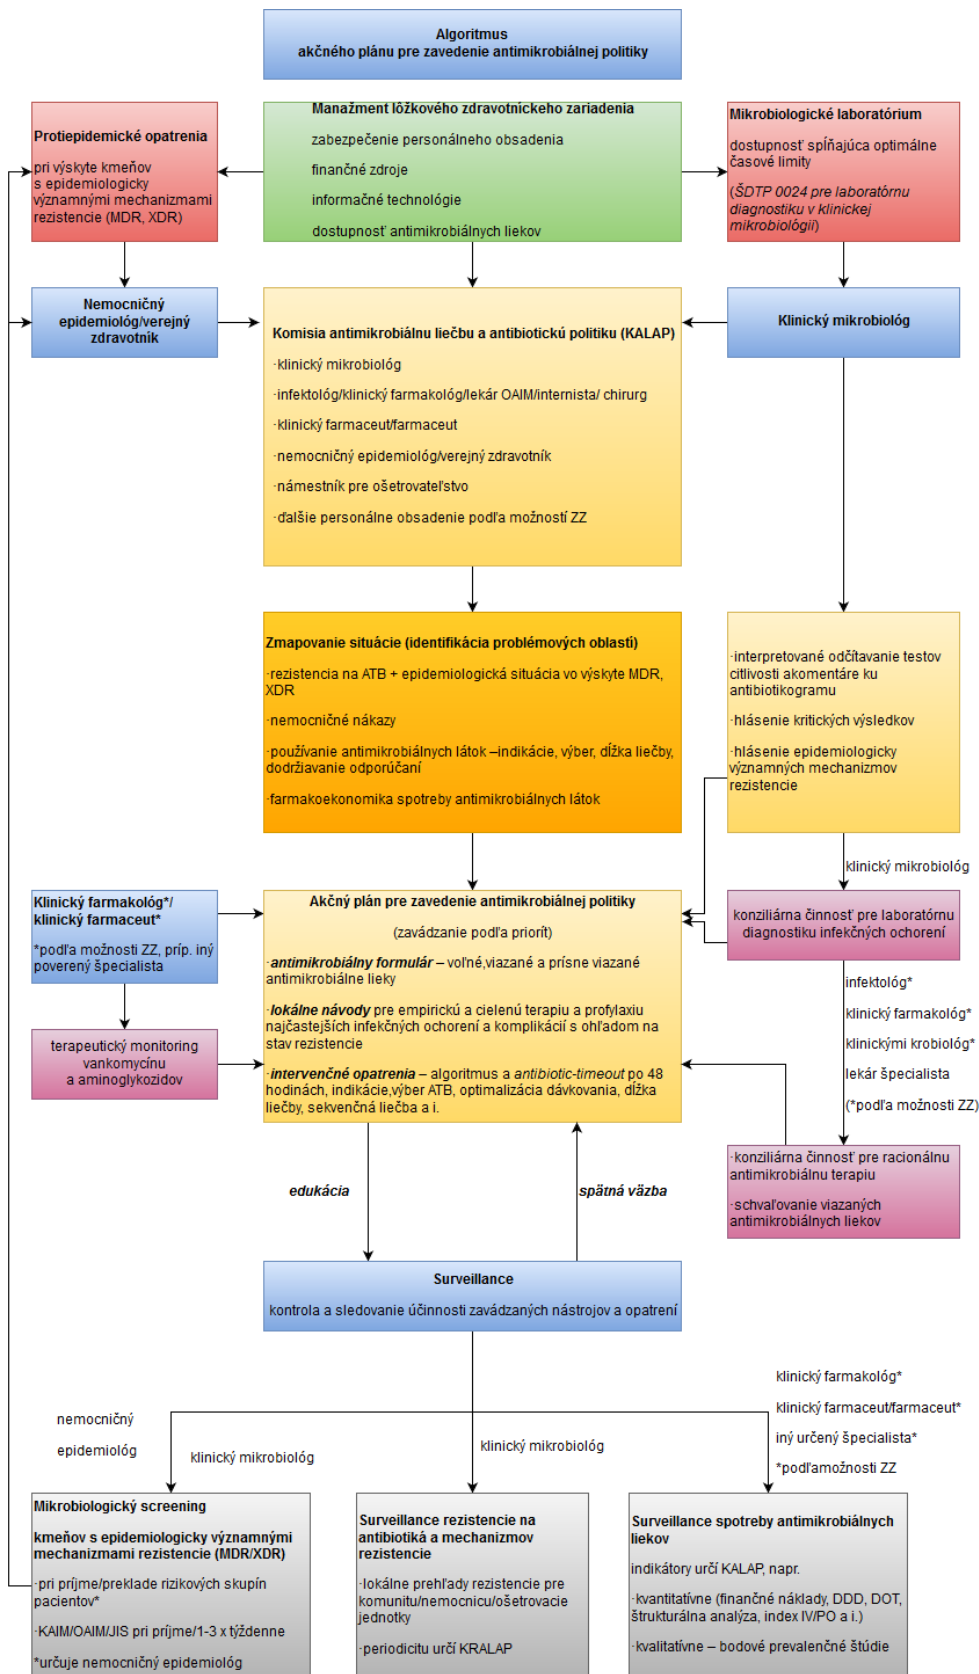 Algoritmus
akčného plánu pre zavedenie antimikrobiálnej politiky
Protiepidemické opatrenia
pri výskyte kmeňov
s epidemiologicky
významnými mechanizmami
rezistencie (MDR, XDR)
Manažment lôžkového zdravotníckeho zariadenia
zabezpečenie personálneho obsadenia
finančné zdroje
informačné technológie
dostupnosť antimikrobiálnych liekov
Mikrobiologické laboratórium
dostupnosť spĺňajúca optimálne
časové limity
(ŠDTP 0024 pre laboratórnu
diagnostiku v klinickej
mikrobiológii)
Nemocničný
epidemiológ/verejný
zdravotník
Komisia antimikrobiálnu liečbu a antibiotickú politiku (KALAP)
·klinický mikrobiológ
·infektológ/klinický farmakológ/lekár OAIM/internista/ chirurg
·klinický farmaceut/farmaceut
·nemocničný epidemiológ/verejný zdravotník
·námestník pre ošetrovateľstvo
·ďalšie personálne obsadenie podľa možností ZZ
Klinický mikrobiológ
Zmapovanie situácie (identifikácia problémových oblastí)
·rezistencia na ATB + epidemiologická situácia vo výskyte MDR,
XDR
·nemocničné nákazy
·používanie antimikrobiálnych látok –indikácie, výber, dĺžka liečby,
dodržiavanie odporúčaní
·farmakoekonomika spotreby antimikrobiálnych látok
·interpretované odčítavanie testov
citlivosti akomentáre ku
antibiotikogramu
·hlásenie kritických výsledkov
·hlásenie epidemiologicky
významných mechanizmov
rezistencie
klinický mikrobiológ
Klinický farmakológ*/
klinický farmaceut*
*podľa možnosti ZZ, príp. iný
poverený špecialista
terapeutický monitoring
vankomycínu
a aminoglykozidov
Akčný plán pre zavedenie antimikrobiálnej politiky
(zavádzanie podľa priorít)
·antimikrobiálny formulár – voľné,viazané a prísne viazané
antimikrobiálne lieky
·lokálne návody pre empirickú a cielenú terapiu a profylaxiu
najčastejších infekčných ochorení a komplikácií s ohľadom na
stav rezistencie
·intervenčné opatrenia – algoritmus a antibiotic-timeout po 48
hodinách, indikácie,výber ATB, optimalizácia dávkovania, dĺžka
liečby, sekvenčná liečba a i.
konziliárna činnosť pre laboratórnu
diagnostiku infekčných ochorení
infektológ*
klinický farmakológ*
klinickými krobiológ*
lekár špecialista
(*podľa možnosti ZZ)
·konziliárna činnosť pre racionálnu
antimikrobiálnu terapiu
·schvaľovanie viazaných
antimikrobiálnych liekov
edukácia
spätná väzba
Surveillance
kontrola a sledovanie účinnosti zavádzaných nástrojov a opatrení
nemocničný
epidemiológ
klinický mikrobiológ
klinický mikrobiológ
klinický farmakológ*
klinický farmaceut/farmaceut*
iný určený špecialista*
*podľamožnosti ZZ
Mikrobiologický screening
kmeňov s epidemiologicky významnými
mechanizmami rezistencie (MDR/XDR)
·pri príjme/preklade rizikových skupín
pacientov*
·KAIM/OAIM/JIS pri príjme/1-3 x týždenne
*určuje nemocničný epidemiológ
Surveillance rezistencie na
antibiotiká a mechanizmov
rezistencie
·lokálne prehľady rezistencie pre
komunitu/nemocnicu/ošetrovacie
jednotky
·periodicitu určí KRALAP
Surveillance spotreby antimikrobiálnych
liekov
indikátory určí KALAP, napr.
·kvantitatívne (finančné náklady, DDD, DOT,
štrukturálna analýza, index IV/PO a i.)
·kvalitatívne – bodové prevalenčné štúdie